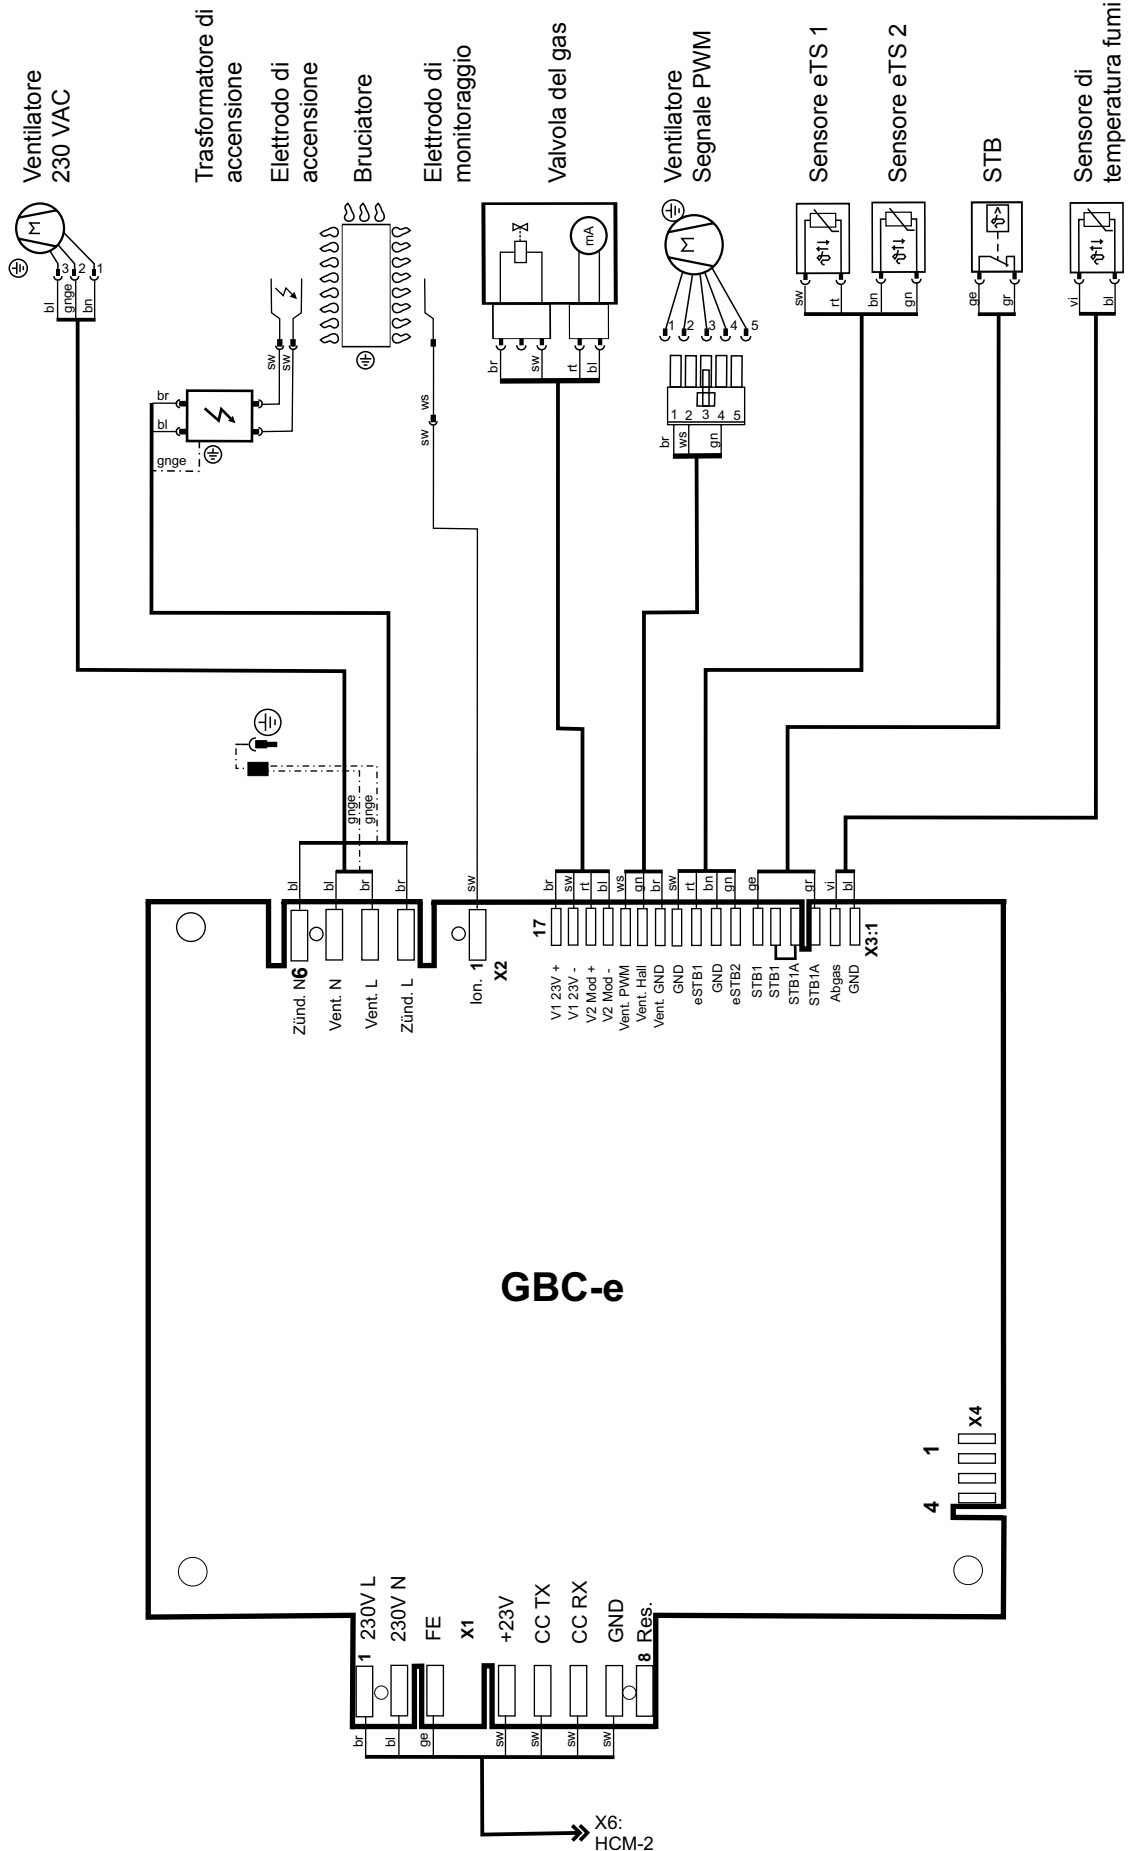 Ventilatore
230 VAC
Trasformatore di
accensione
Elettrodo di
accensione
Bruciatore
Elettrodo di
monitoraggio
Valvola del gas
Ventilatore
Segnale PWM
Sensore eTS 1
Sensore eTS 2
STB
Sensore di
temperatura fumi
M
3
2
1
bl
gnge
bn
sw
sw
br
bl
gnge
ws
sw
mA
br
sw
rt
bl
M
1
2
3
4
5
1
2
3
4
5
br
ws
gn
sw
rt
bn
gn
ge
gr
vi
bl
gnge
gnge
bl
bl
br
br
sw
br
sw
rt
bl
ws
gn
br
sw
rt
bn
gn
ge
gr
vi
bl
Zünd. N
6
Vent. N
Vent. L
Zünd. L
Ion.
1
X2
17
V1 23V +
V1 23V -
V2 Mod +
V2 Mod -
Vent. PWM
Vent. Hall
Vent. GND
GND
eSTB1
GND
eSTB2
STB1
STB1
STB1A
STB1A
Abgas
GND
X3:1
GBC-e
1
4
X4
1
230V L
230V N
FE
X1
+23V
CC TX
CC RX
GND
8
Res.
br
bl
ge
sw
sw
sw
sw
X6:
HCM-2